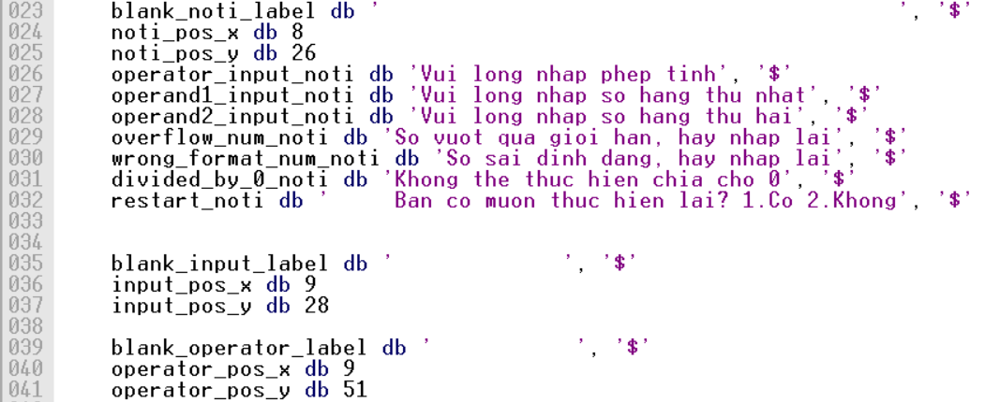 023 blank_noti_label db '                                        ', '$'
024 noti_pos_x db 8
025 noti_pos_y db 26
026 operator_input_noti db 'Vui long nhap phep tinh', '$'
027 operand1_input_noti db 'Vui long nhap so hang thu nhat', '$'
028 operand2_input_noti db 'Vui long nhap so hang thu hai', '$'
029 overflow_num_noti db 'So vuot qua gioi han, hay nhap lai', '$'
030 wrong_format_num_noti db 'So sai dinh dang, hay nhap lai', '$'
031 divided_by_0_noti db 'Khong the thuc hien chia cho 0', '$'
032 restart_noti db '     Ban co muon thuc hien lai? 1.Co 2.Khong', '$'
033
034
035 blank_input_label db '             ', '$'
036 input_pos_x db 9
037 input_pos_y db 28
038
039 blank_operator_label db '           ', '$'
040 operator_pos_x db 9
041 operator_pos_y db 51